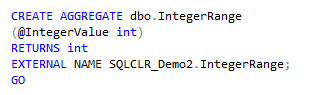 CREATE AGGREGATE dbo.IntegerRange
(@IntegerValue int)
RETURNS int
EXTERNAL NAME SQLCLR_Demo2.IntegerRange;
GO